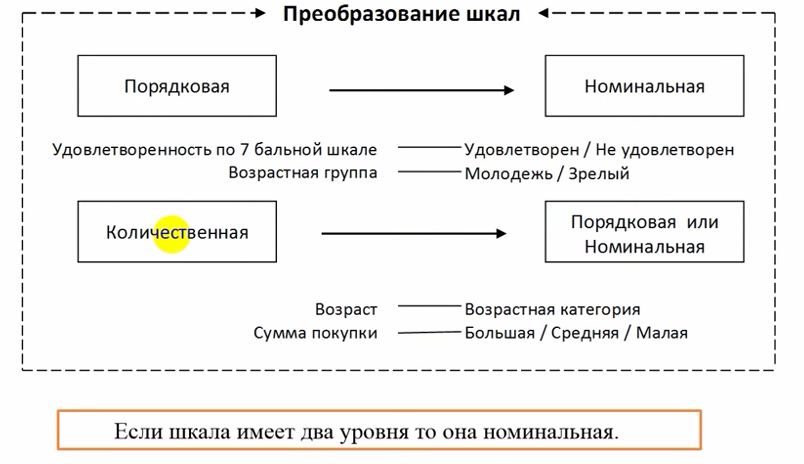 Преобразование шкал
Порядковая
Номинальная
Удовлетворенность по 7 бальной шкале
Удовлетворен / Не удовлетворен
Возрастная группа
Молодежь / Зрелый
Количественная
Порядковая или
Номинальная
Возраст
Возрастная категория
Сумма покупки
Большая / Средняя / Малая
Если шкала имеет два уровня то она номинальная.